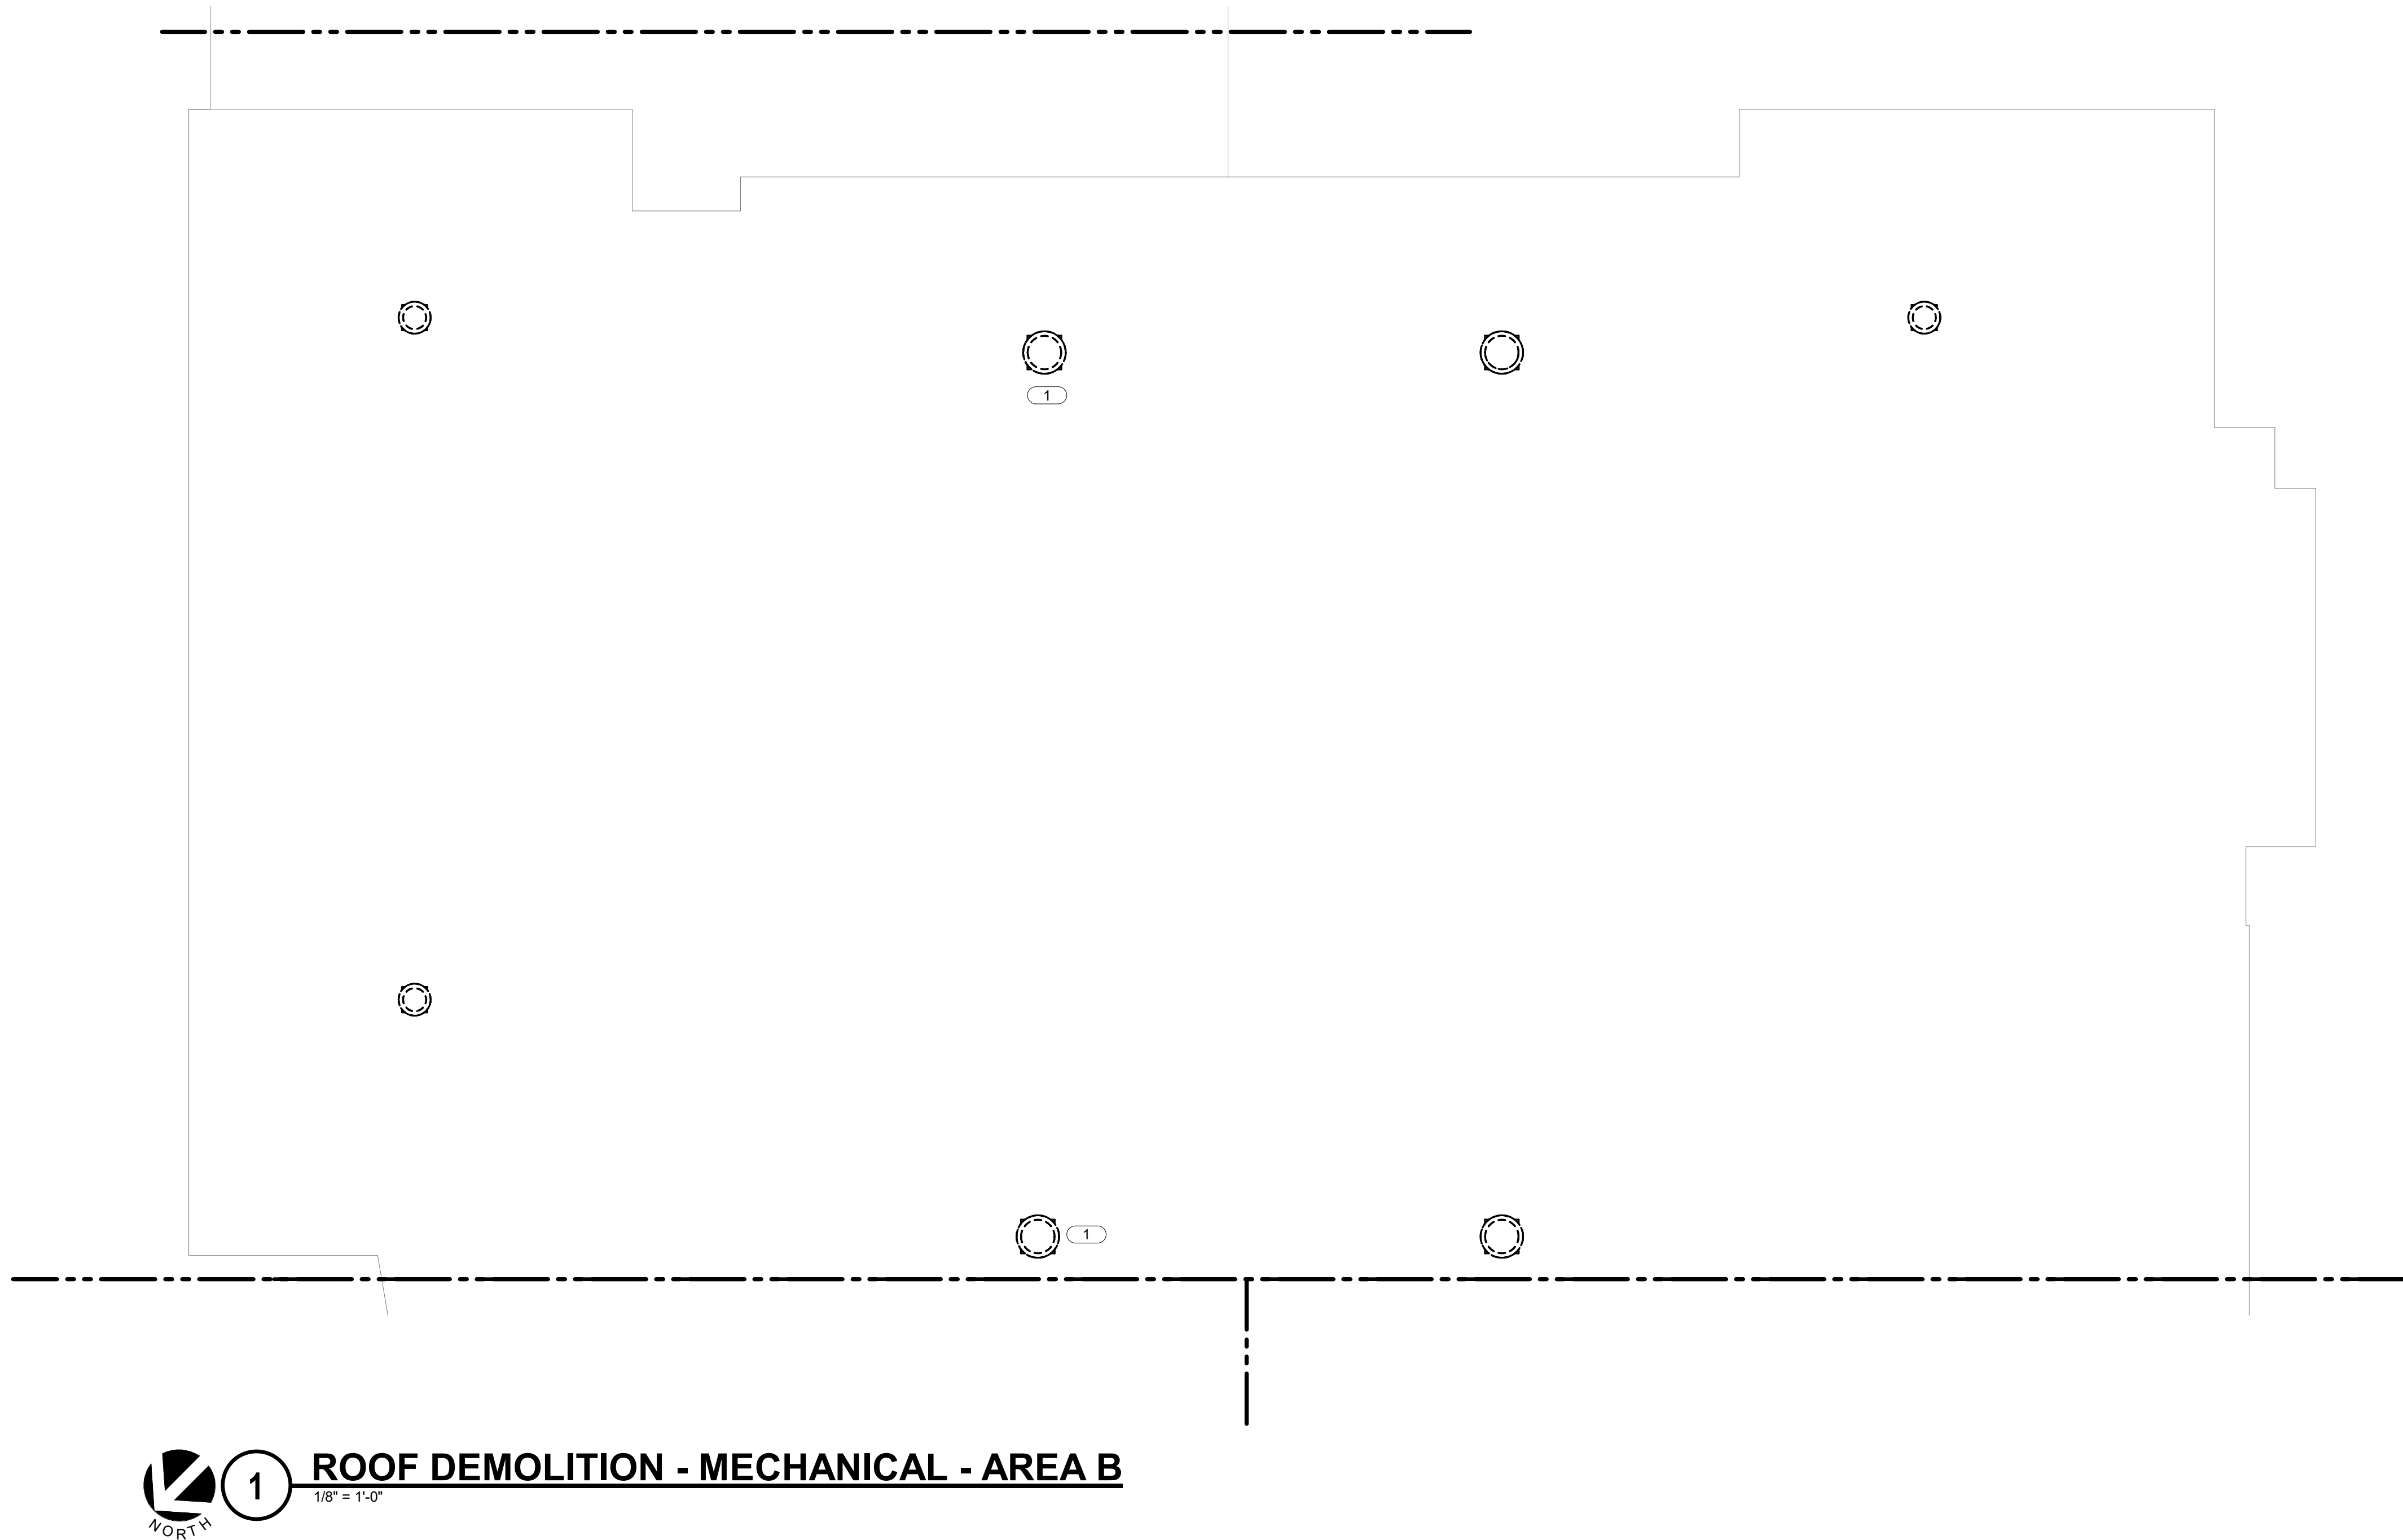 1
1
1
ROOF DEMOLITION - MECHANICAL - AREA B
1/8" = 1'-0"
NORTH